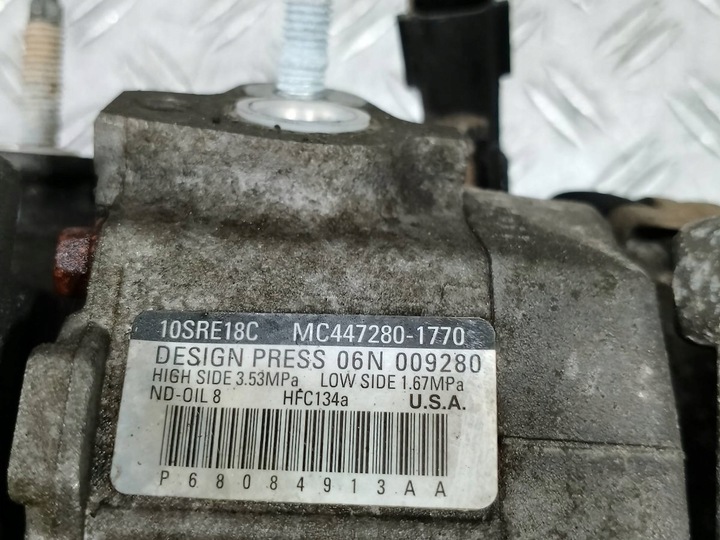 10SRE18C MC447280-1770
DESIGN PRESS 06N 009280
HIGH SIDE 3.53MPa LOW SIDE 1.67MPa
ND-OIL 8 HFC134a U.S.A.
P68084913AA